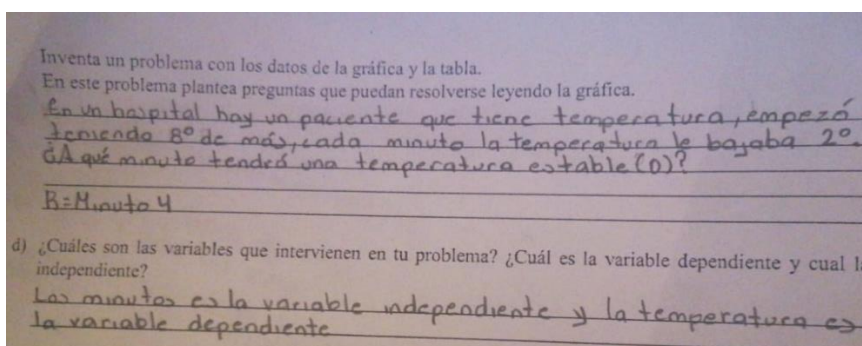 Inventa un problema con los datos de la gráfica y la tabla.
En este problema plantea preguntas que puedan resolverse leyendo la gráfica.
En un hospital hay un paciente que tiene temperatura, empezó
teniendo 8° de más, cada minuto la temperatura le bajaba 2°.
¿A qué minuto tendrá una temperatura estable (0)?
R= Minuto 4
d) ¿Cuáles son las variables que intervienen en tu problema? ¿Cuál es la variable dependiente y cual l
independiente?
Los minutos es la variable independiente y la temperatura es
la variable dependiente